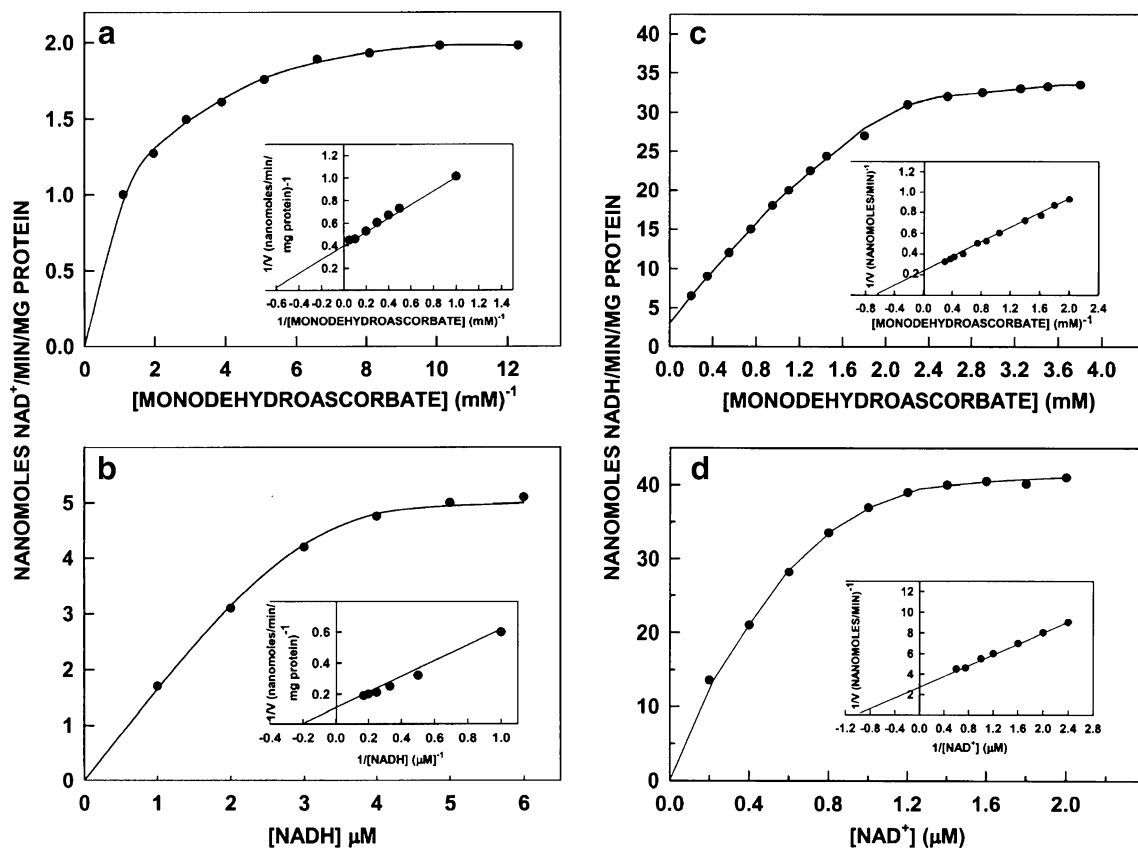 NANOMOLES NAD+/MIN/MG PROTEIN
a
2.0
1.5
1.0
0.5
0.0
0 2 4 6 8 10 12
[MONODEHYDROASCORBATE] (mM)-1
1/V (nanomoles/min/
mg protein)-1
1.2
1.0
0.8
0.6
0.4
0.2
-0.6 -0.4 -0.2 0.0 0.2 0.4 0.6 0.8 1.0 1.2 1.4
1/[MONODEHYDROASCORBATE] (mM)-1
b
5
4
3
2
1
0
0 1 2 3 4 5 6
[NADH] μM
1/V (nanomoles/min/
mg protein)-1
0.6
0.4
0.2
-0.4 -0.2 0.0 0.2 0.4 0.6 0.8 1.0
1/[NADH] (μM]-1
NANOMOLES NADH/MIN/MG PROTEIN
c
40
35
30
25
20
15
10
5
0
0.0 0.4 0.8 1.2 1.6 2.0 2.4 2.8 3.2 3.6 4.0
[MONODEHYDROASCORBATE] (mM)
1/V (NANOMOLES/MIN)-1
1.2
1.0
0.8
0.6
0.4
0.2
-0.8 -0.4 0.0 0.4 0.8 1.2 1.6 2.0 2.4
[MONODEHYDROASCORBATE] (mM)-1
d
40
30
20
10
0
0.0 0.4 0.8 1.2 1.6 2.0
[NAD+] (μM)
1/V (NANOMOLES/MIN)-1
12
10
8
6
4
2
-1.2 -0.8 -0.4 0.0 0.4 0.8 1.2 1.6 2.0 2.4 2.8
1/[NAD+] (μM)